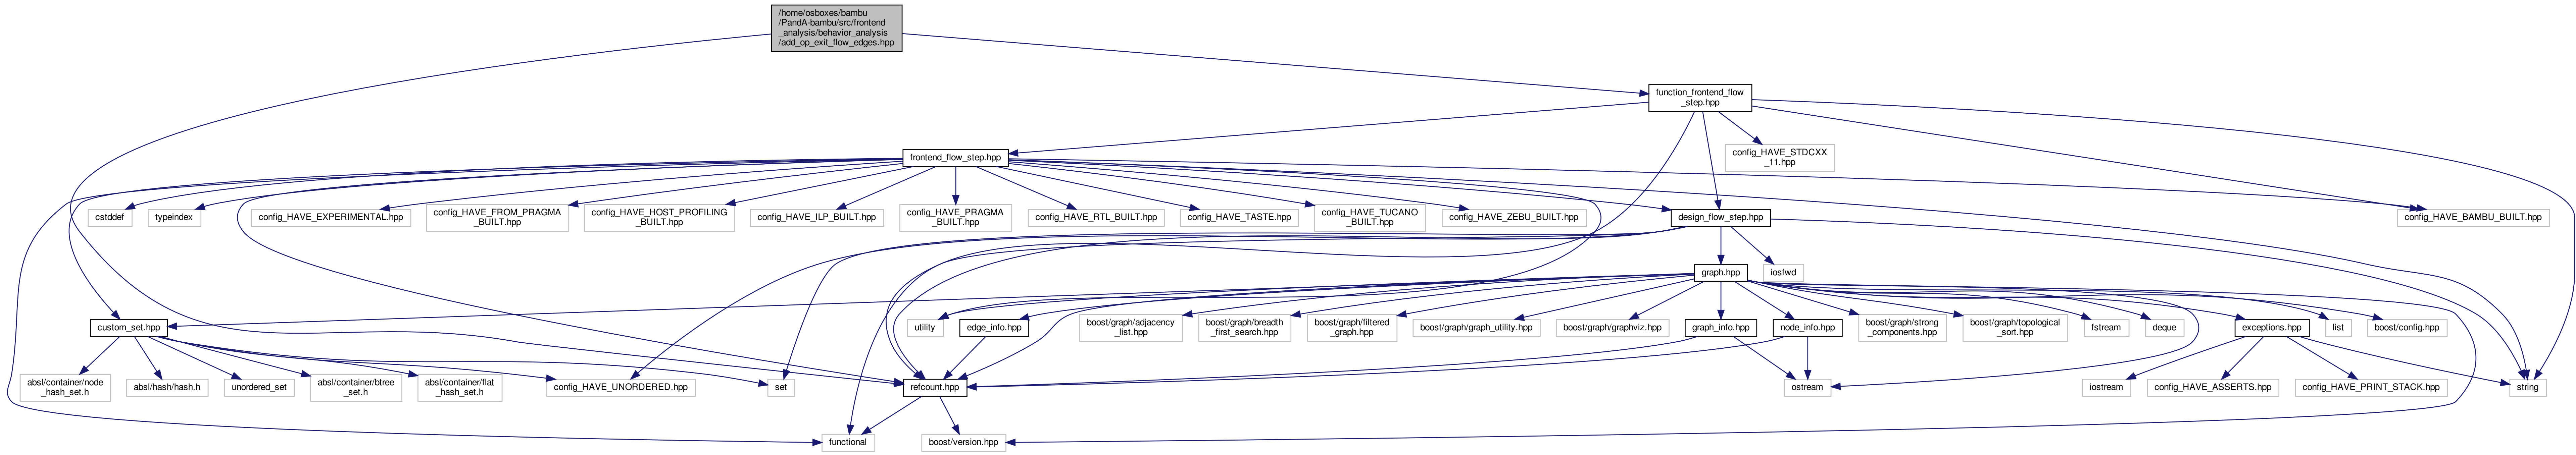 /home/osboxes/bambu
/PandA-bambu/src/frontend
_analysis/behavior_analysis
/add_op_exit_flow_edges.hpp
function_frontend_flow
_step.hpp
frontend_flow_step.hpp
config_HAVE_STDCXX
_11.hpp
cstddef
typeindex
config_HAVE_EXPERIMENTAL.hpp
config_HAVE_FROM_PRAGMA
_BUILT.hpp
config_HAVE_HOST_PROFILING
_BUILT.hpp
config_HAVE_ILP_BUILT.hpp
config_HAVE_PRAGMA
_BUILT.hpp
config_HAVE_RTL_BUILT.hpp
config_HAVE_TASTE.hpp
config_HAVE_TUCANO
_BUILT.hpp
config_HAVE_ZEBU_BUILT.hpp
design_flow_step.hpp
config_HAVE_BAMBU_BUILT.hpp
graph.hpp
iosfwd
custom_set.hpp
utility
edge_info.hpp
boost/graph/adjacency
_list.hpp
boost/graph/breadth
_first_search.hpp
boost/graph/filtered
_graph.hpp
boost/graph/graph_utility.hpp
boost/graph/graphviz.hpp
graph_info.hpp
node_info.hpp
boost/graph/strong
_components.hpp
boost/graph/topological
_sort.hpp
fstream
deque
exceptions.hpp
list
boost/config.hpp
absl/container/node
_hash_set.h
absl/hash/hash.h
unordered_set
absl/container/btree
_set.h
absl/container/flat
_hash_set.h
config_HAVE_UNORDERED.hpp
set
refcount.hpp
ostream
iostream
config_HAVE_ASSERTS.hpp
config_HAVE_PRINT_STACK.hpp
string
functional
boost/version.hpp